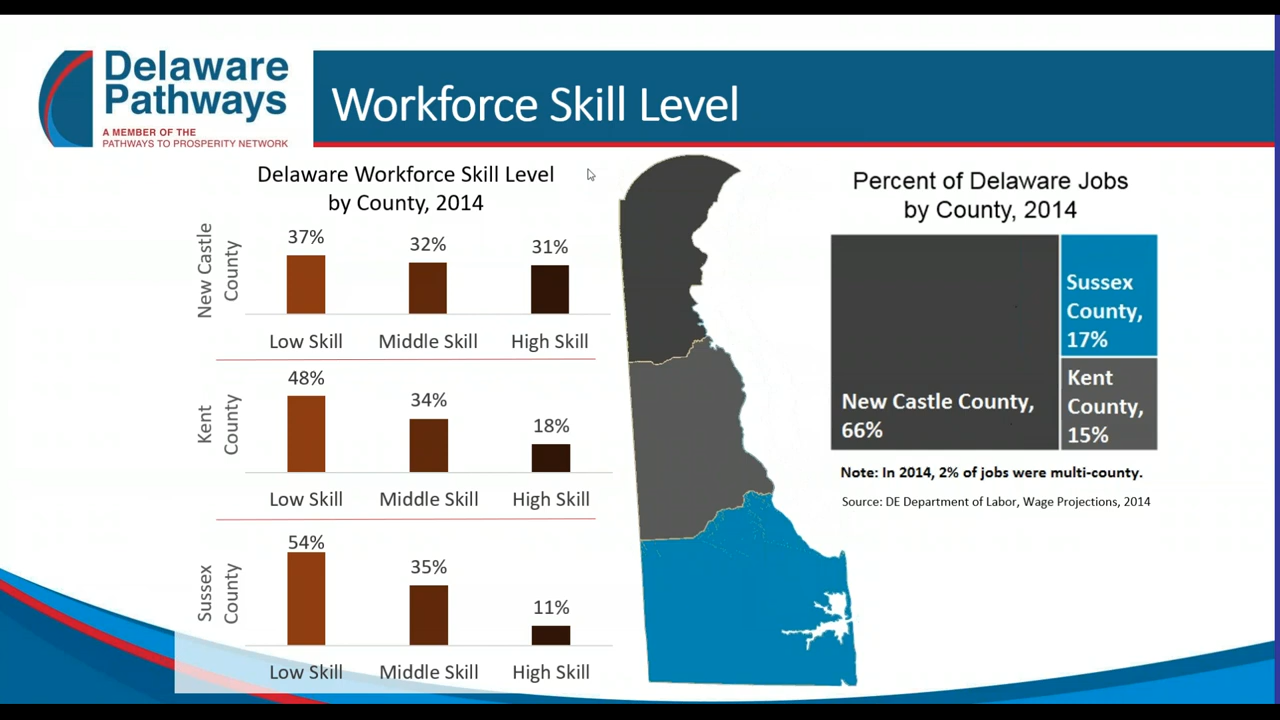 Delaware
Pathways
A MEMBER OF THE
PATHWAYS TO PROSPERITY NETWORK
Workforce Skill Level
Delaware Workforce Skill Level
by County, 2014
New Castle
County
37%
32%
31%
Low Skill
Middle Skill
High Skill
Kent
County
48%
34%
18%
Low Skill
Middle Skill
High Skill
Sussex
County
54%
35%
11%
Low Skill
Middle Skill
High Skill
Percent of Delaware Jobs
by County, 2014
New Castle County,
66%
Sussex
County,
17%
Kent
County,
15%
Note: In 2014, 2% of jobs were multi-county.
Source: DE Department of Labor, Wage Projections, 2014